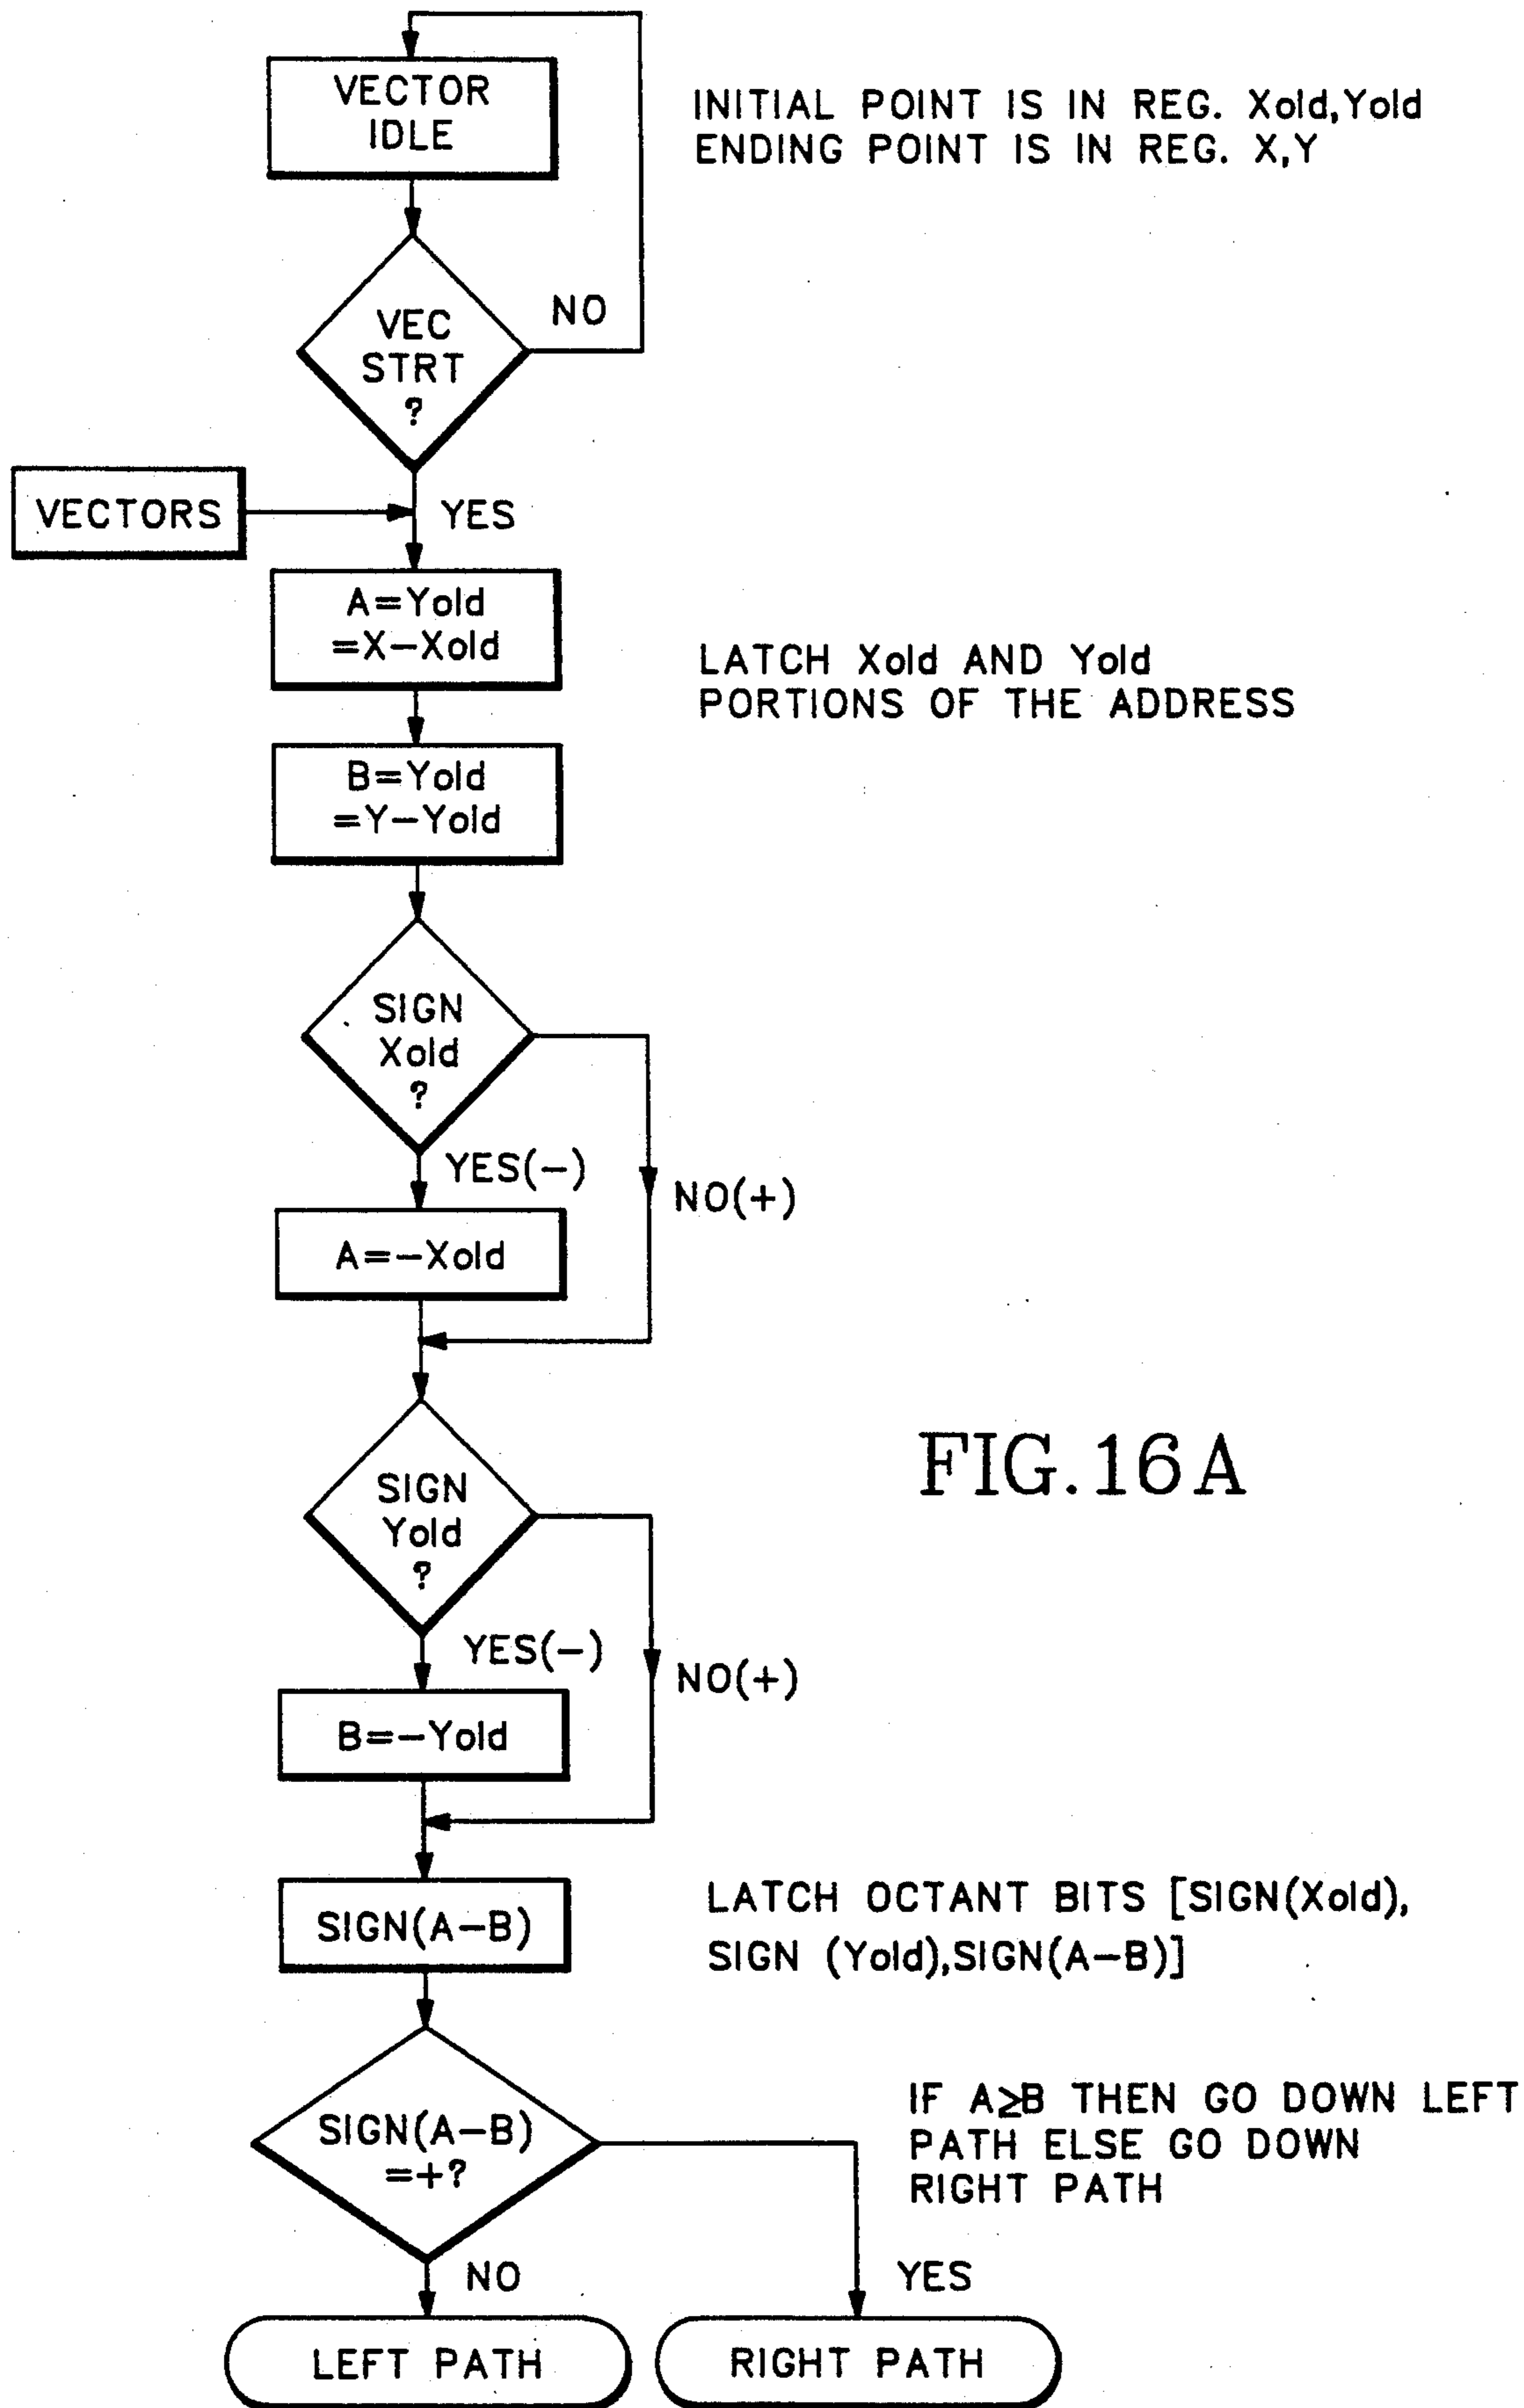 VECTOR
IDLE
INITIAL POINT IS IN REG. Xold,Yold
ENDING POINT IS IN REG. X,Y
VEC
STRT
?
NO
VECTORS
YES
A=Yold
=X-Xold
LATCH Xold AND Yold
PORTIONS OF THE ADDRESS
B=Yold
=Y-Yold
SIGN
Xold
?
YES(-)
NO(+)
A=-Xold
FIG.16A
SIGN
Yold
?
YES(-)
NO(+)
B=-Yold
SIGN(A-B)
LATCH OCTANT BITS [SIGN(Xold),
SIGN (Yold),SIGN(A-B)]
SIGN(A-B)
=+?
IF A≥B THEN GO DOWN LEFT
PATH ELSE GO DOWN
RIGHT PATH
NO
YES
LEFT PATH
RIGHT PATH